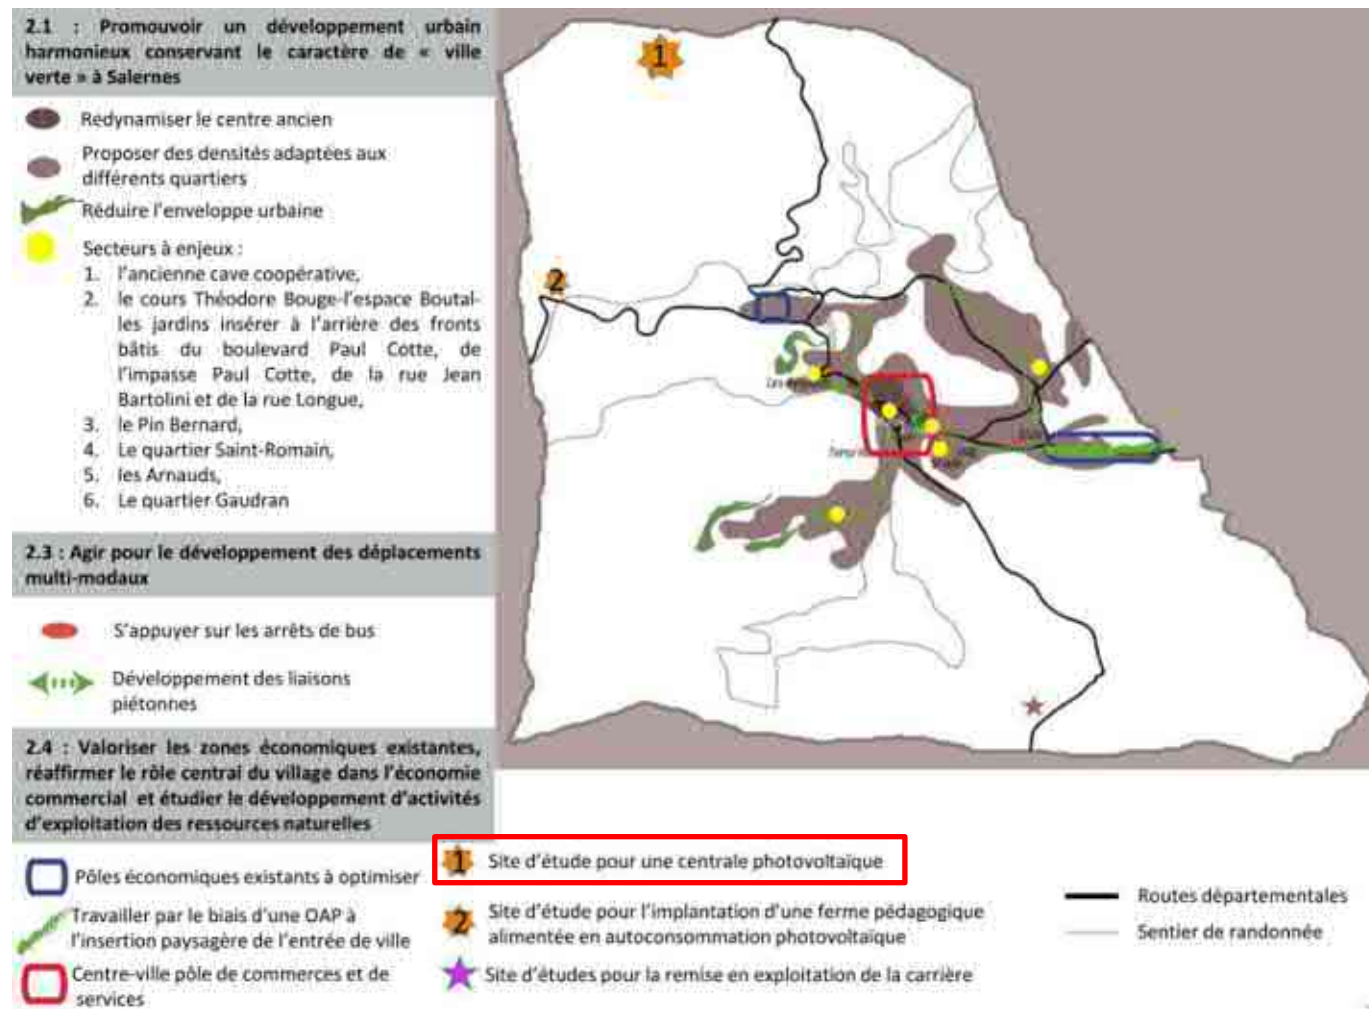 2.1 : Promouvoir un développement urbain
harmonieux conservant le caractère de « ville
verte » à Salernes
Redynamiser le centre ancien
Proposer des densités adaptées aux
différents quartiers
Réduire l'enveloppe urbaine
Secteurs à enjeux :
1. l'ancienne cave coopérative,
2. le cours Théodore Bouge-l'espace Boutal-
les jardins insérer à l'arrière des fronts
bâtis du boulevard Paul Cotte, de
l'impasse Paul Cotte, de la rue Jean
Bartolini et de la rue Longue,
3. le Pin Bernard,
4. Le quartier Saint-Romain,
5. les Arnauds,
6. Le quartier Gaudran
2.3 : Agir pour le développement des déplacements
multi-modaux
S'appuyer sur les arrêts de bus
Développement des liaisons
piétonnes
2.4 : Valoriser les zones économiques existantes,
réaffirmer le rôle central du village dans l'économie
commercial et étudier le développement d'activités
d'exploitation des ressources naturelles
Pôles économiques existants à optimiser
Travailler par le biais d'une OAP à
l'insertion paysagère de l'entrée de ville
Centre-ville pôle de commerces et de
services
1 Site d'étude pour une centrale photovoltaïque
2 Site d'étude pour l'implantation d'une ferme pédagogique
alimentée en autoconsommation photovoltaïque
Site d'études pour la remise en exploitation de la carrière
Routes départementales
Sentier de randonnée
1
2